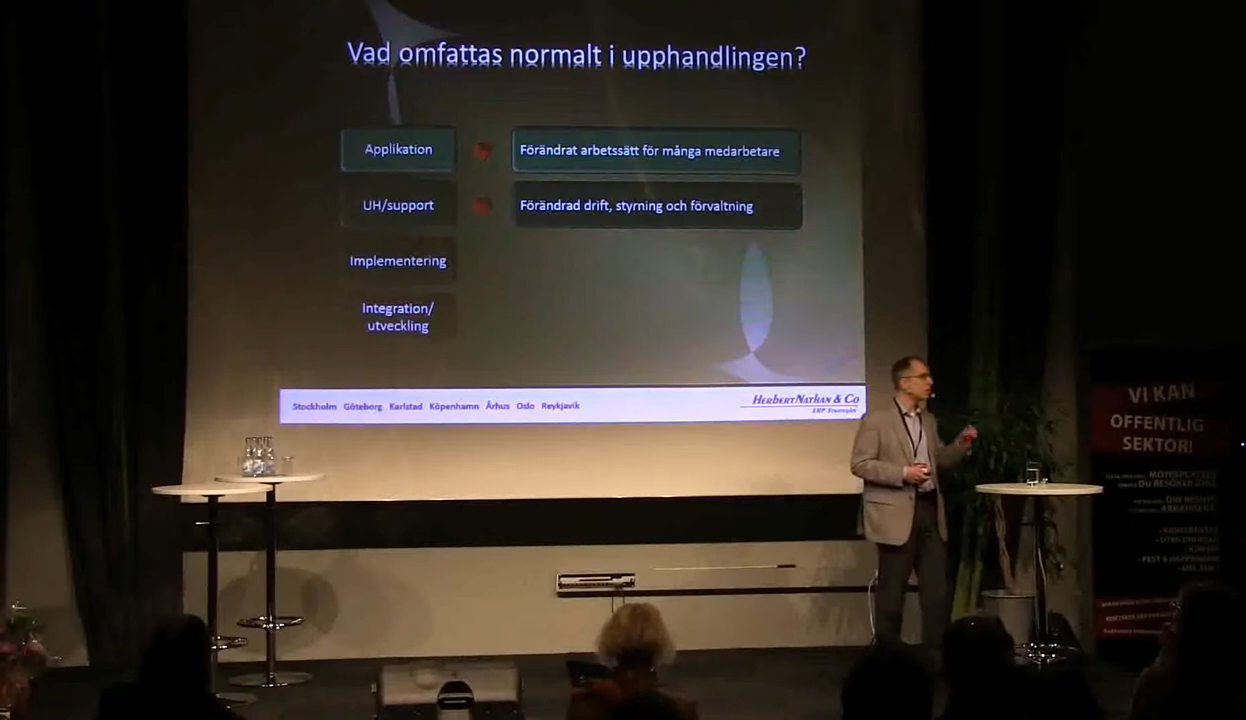 Vad omfattas normalt i upphandlingen?
Applikation
Förändrat arbetssätt för många medarbetare
UH/support
Förändrad drift, styrning och förvaltning
Implementering
Integration/
utveckling
Stockholm Göteborg Karlstad Köpenhamn Århus Oslo Reykjavik
HERBERTNATHAN & CO
VI KAN
OFFENTLIG
SEKTOR!